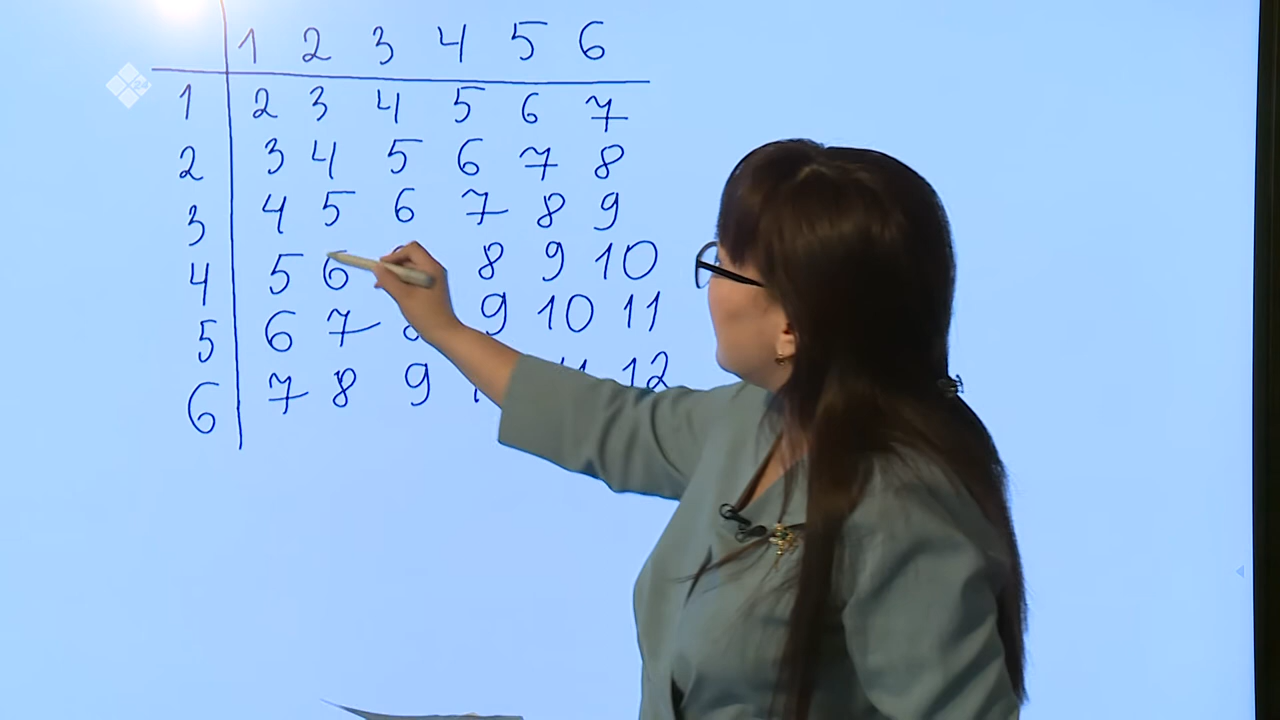 1 2 3 4 5 6
1 2 3 4 5 6 7
2 3 4 5 6 7 8
3 4 5 6 7 8 9
4 5 6 8 9 10
5 6 7 9 10 11
6 7 8 9 12